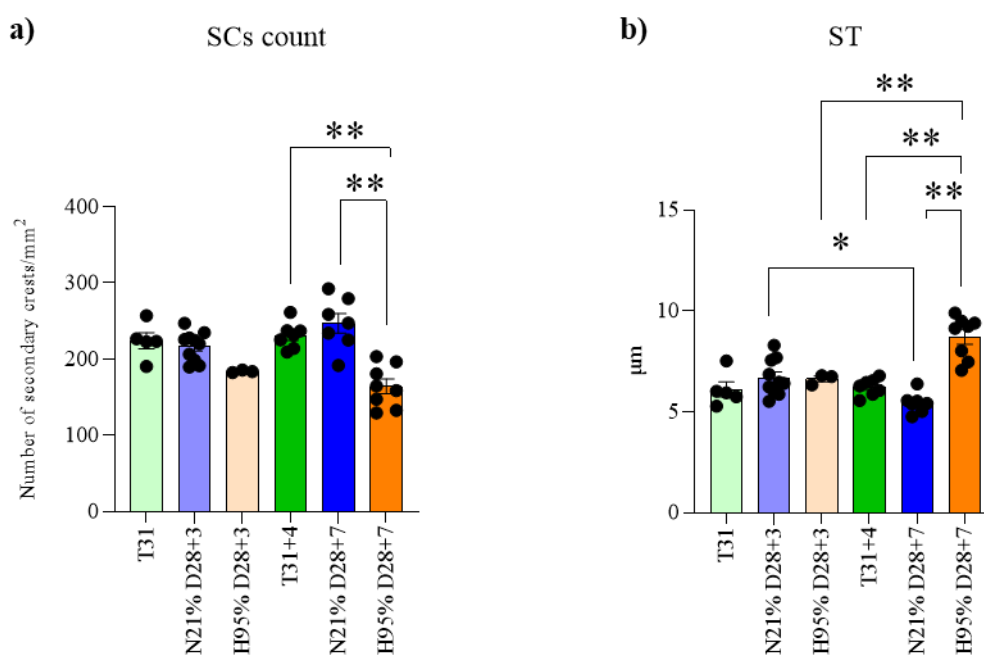 a)
SCs count
**
**
Number of secondary crests/mm²
400
300
200
100
0
T31
N21% D28+3
H95% D28+3
T31+4
N21% D28+7
H95% D28+7
b)
ST
**
**
**
*
µm
15
10
5
0
T31
N21% D28+3
H95% D28+3
T31+4
N21% D28+7
H95% D28+7